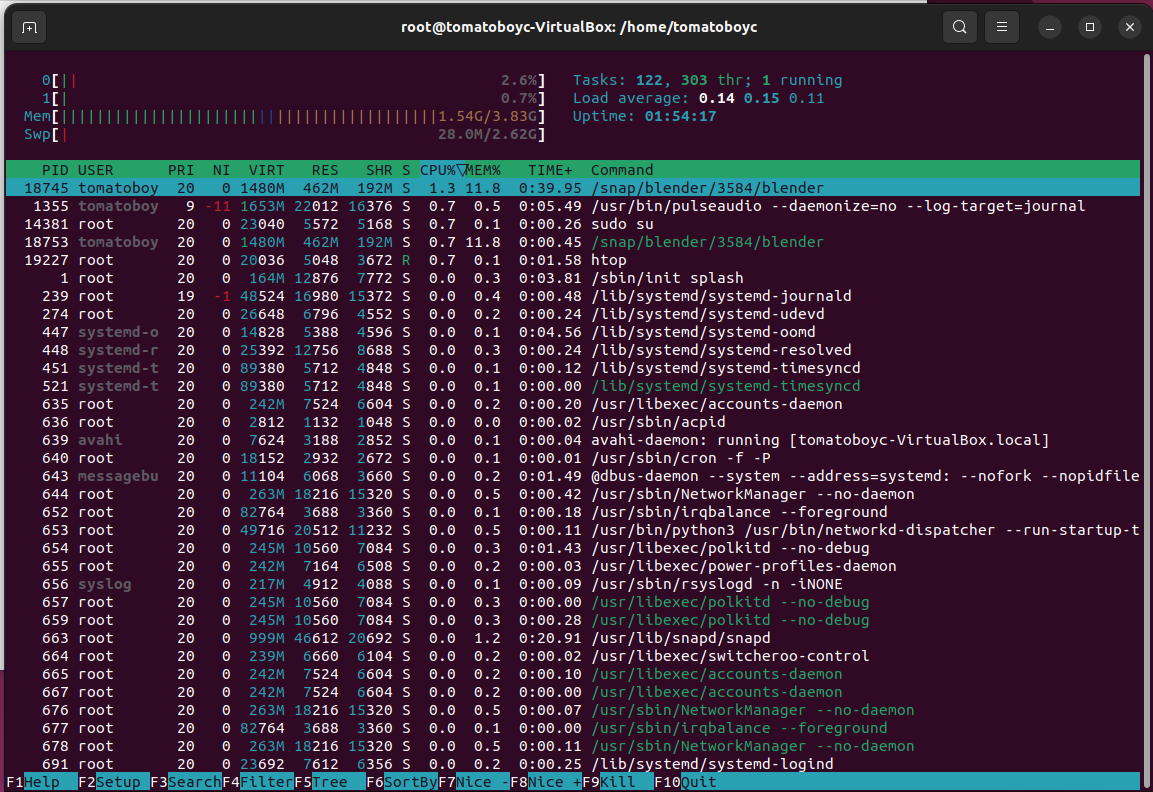 root@tomatoboyc-VirtualBox: /home/tomatoboyc
0[|| 2.6%] Tasks: 122, 303 thr; 1 running
1[| 0.7%] Load average: 0.14 0.15 0.11
Mem[||||||||||||||||||||||||||||||||||||||||||1.54G/3.83G] Uptime: 01:54:17
Swp[| 28.0M/2.62G]
PID USER PRI NI VIRT RES SHR S CPU%▽MEM% TIME+ Command
18745 tomatoboy 20 0 1480M 462M 192M S 1.3 11.8 0:39.95 /snap/blender/3584/blender
1355 tomatoboy 9 -11 1653M 22012 16376 S 0.7 0.5 0:05.49 /usr/bin/pulseaudio --daemonize=no --log-target=journal
14381 root 20 0 23040 5572 5168 S 0.7 0.1 0:00.26 sudo su
18753 tomatoboy 20 0 1480M 462M 192M S 0.7 11.8 0:00.45 /snap/blender/3584/blender
19227 root 20 0 20036 5048 3672 R 0.7 0.1 0:01.58 htop
1 root 20 0 164M 12876 7772 S 0.0 0.3 0:03.81 /sbin/init splash
239 root 19 -1 48524 16980 15372 S 0.0 0.4 0:00.48 /lib/systemd/systemd-journald
274 root 20 0 26648 6796 4552 S 0.0 0.2 0:00.24 /lib/systemd/systemd-udevd
447 systemd-o 20 0 14828 5388 4596 S 0.0 0.1 0:04.56 /lib/systemd/systemd-oomd
448 systemd-r 20 0 25392 12756 8688 S 0.0 0.3 0:00.24 /lib/systemd/systemd-resolved
451 systemd-t 20 0 89380 5712 4848 S 0.0 0.1 0:00.12 /lib/systemd/systemd-timesyncd
521 systemd-t 20 0 89380 5712 4848 S 0.0 0.1 0:00.00 /lib/systemd/systemd-timesyncd
635 root 20 0 242M 7524 6604 S 0.0 0.2 0:00.20 /usr/libexec/accounts-daemon
636 root 20 0 2812 1132 1048 S 0.0 0.0 0:00.02 /usr/sbin/acpid
639 avahi 20 0 7624 3188 2852 S 0.0 0.1 0:00.04 avahi-daemon: running [tomatoboyc-VirtualBox.local]
640 root 20 0 18152 2932 2672 S 0.0 0.1 0:00.01 /usr/sbin/cron -f -P
643 messagebu 20 0 11104 6068 3660 S 0.0 0.2 0:01.49 @dbus-daemon --system --address=systemd: --nofork --nopidfile
644 root 20 0 263M 18216 15320 S 0.0 0.5 0:00.42 /usr/sbin/NetworkManager --no-daemon
652 root 20 0 82764 3688 3360 S 0.0 0.1 0:00.18 /usr/sbin/irqbalance --foreground
653 root 20 0 49716 20512 11232 S 0.0 0.5 0:00.11 /usr/bin/python3 /usr/bin/networkd-dispatcher --run-startup-t
654 root 20 0 245M 10560 7084 S 0.0 0.3 0:01.43 /usr/libexec/polkitd --no-debug
655 root 20 0 242M 7164 6508 S 0.0 0.2 0:00.03 /usr/libexec/power-profiles-daemon
656 syslog 20 0 217M 4912 4088 S 0.0 0.1 0:00.09 /usr/sbin/rsyslogd -n -iNONE
657 root 20 0 245M 10560 7084 S 0.0 0.3 0:00.00 /usr/libexec/polkitd --no-debug
659 root 20 0 245M 10560 7084 S 0.0 0.3 0:00.28 /usr/libexec/polkitd --no-debug
663 root 20 0 999M 46612 20692 S 0.0 1.2 0:20.91 /usr/lib/snapd/snapd
664 root 20 0 239M 6660 6104 S 0.0 0.2 0:00.02 /usr/libexec/switcheroo-control
665 root 20 0 242M 7524 6604 S 0.0 0.2 0:00.10 /usr/libexec/accounts-daemon
667 root 20 0 242M 7524 6604 S 0.0 0.2 0:00.00 /usr/libexec/accounts-daemon
676 root 20 0 263M 18216 15320 S 0.0 0.5 0:00.07 /usr/sbin/NetworkManager --no-daemon
677 root 20 0 82764 3688 3360 S 0.0 0.1 0:00.00 /usr/sbin/irqbalance --foreground
678 root 20 0 263M 18216 15320 S 0.0 0.5 0:00.11 /usr/sbin/NetworkManager --no-daemon
691 root 20 0 23692 7612 6356 S 0.0 0.2 0:00.25 /lib/systemd/systemd-logind
F1Help F2Setup F3SearchF4FilterF5Tree F6SortByF7Nice -F8Nice +F9Kill F10Quit